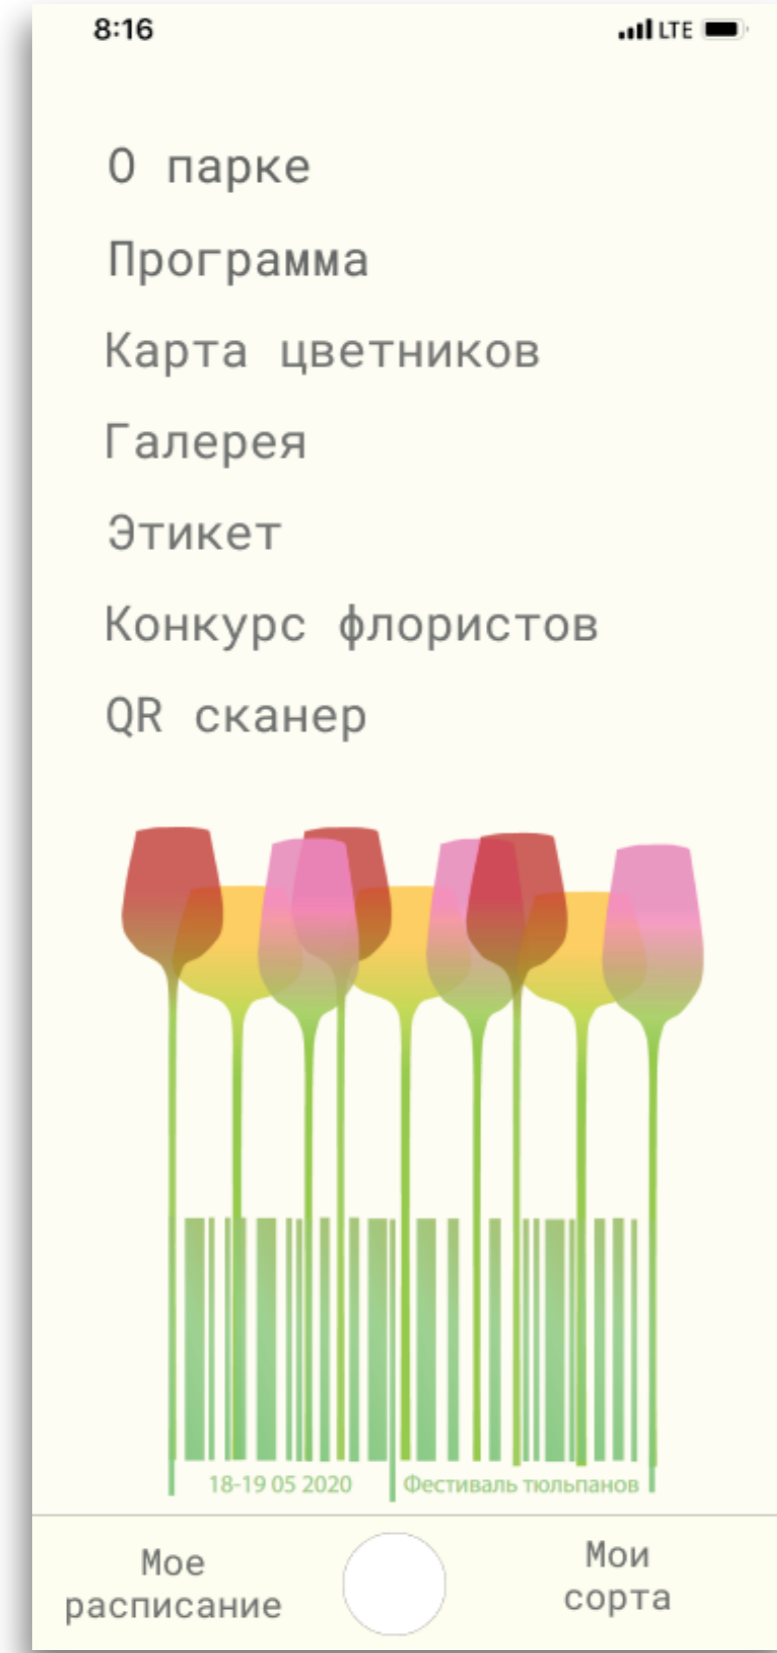 8:16 LTE
О парке
Программа
Карта цветников
Галерея
Этикет
Конкурс флористов
QR сканер
18-19 05 2020 Фестиваль тюльпанов
Мое
расписание
Мои
сорта